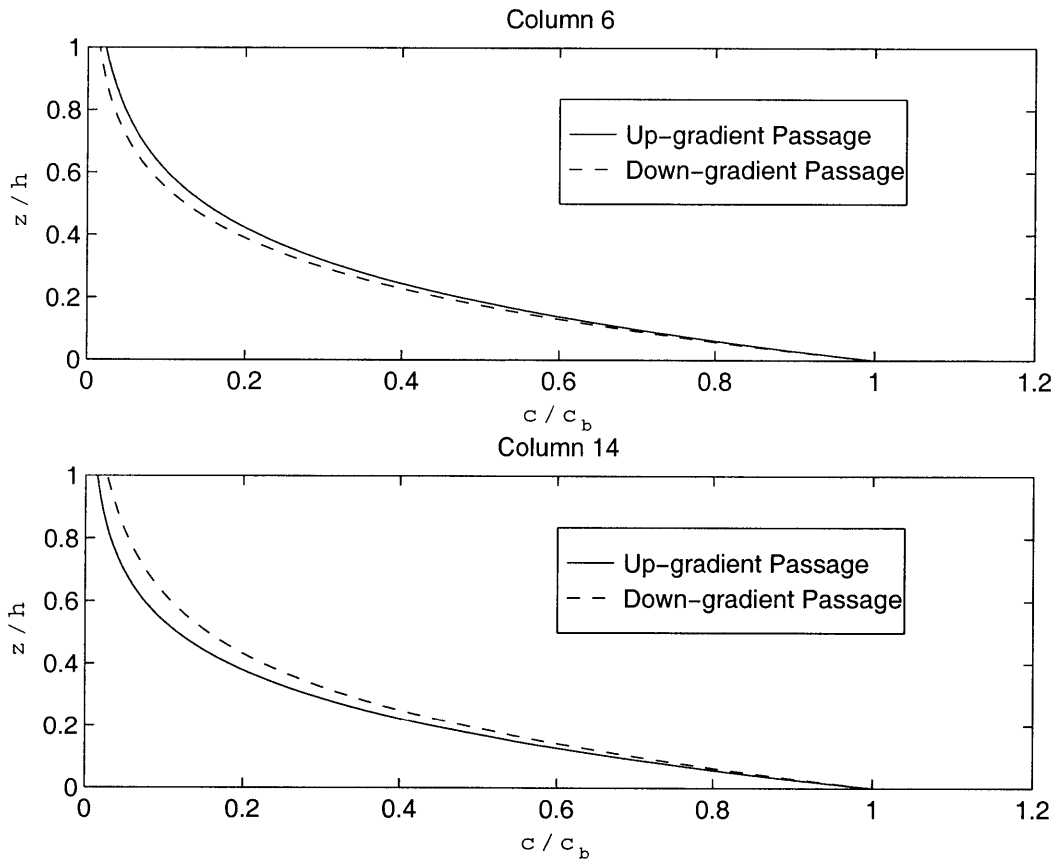 Column 6
1
0.8
0.6
0.4
0.2
0
z/h
Up-gradient Passage
Down-gradient Passage
0 0.2 0.4 0.6 0.8 1 1.2
c/c_b
Column 14
1
0.8
0.6
0.4
0.2
0
z/h
Up-gradient Passage
Down-gradient Passage
0 0.2 0.4 0.6 0.8 1 1.2
c/c_b